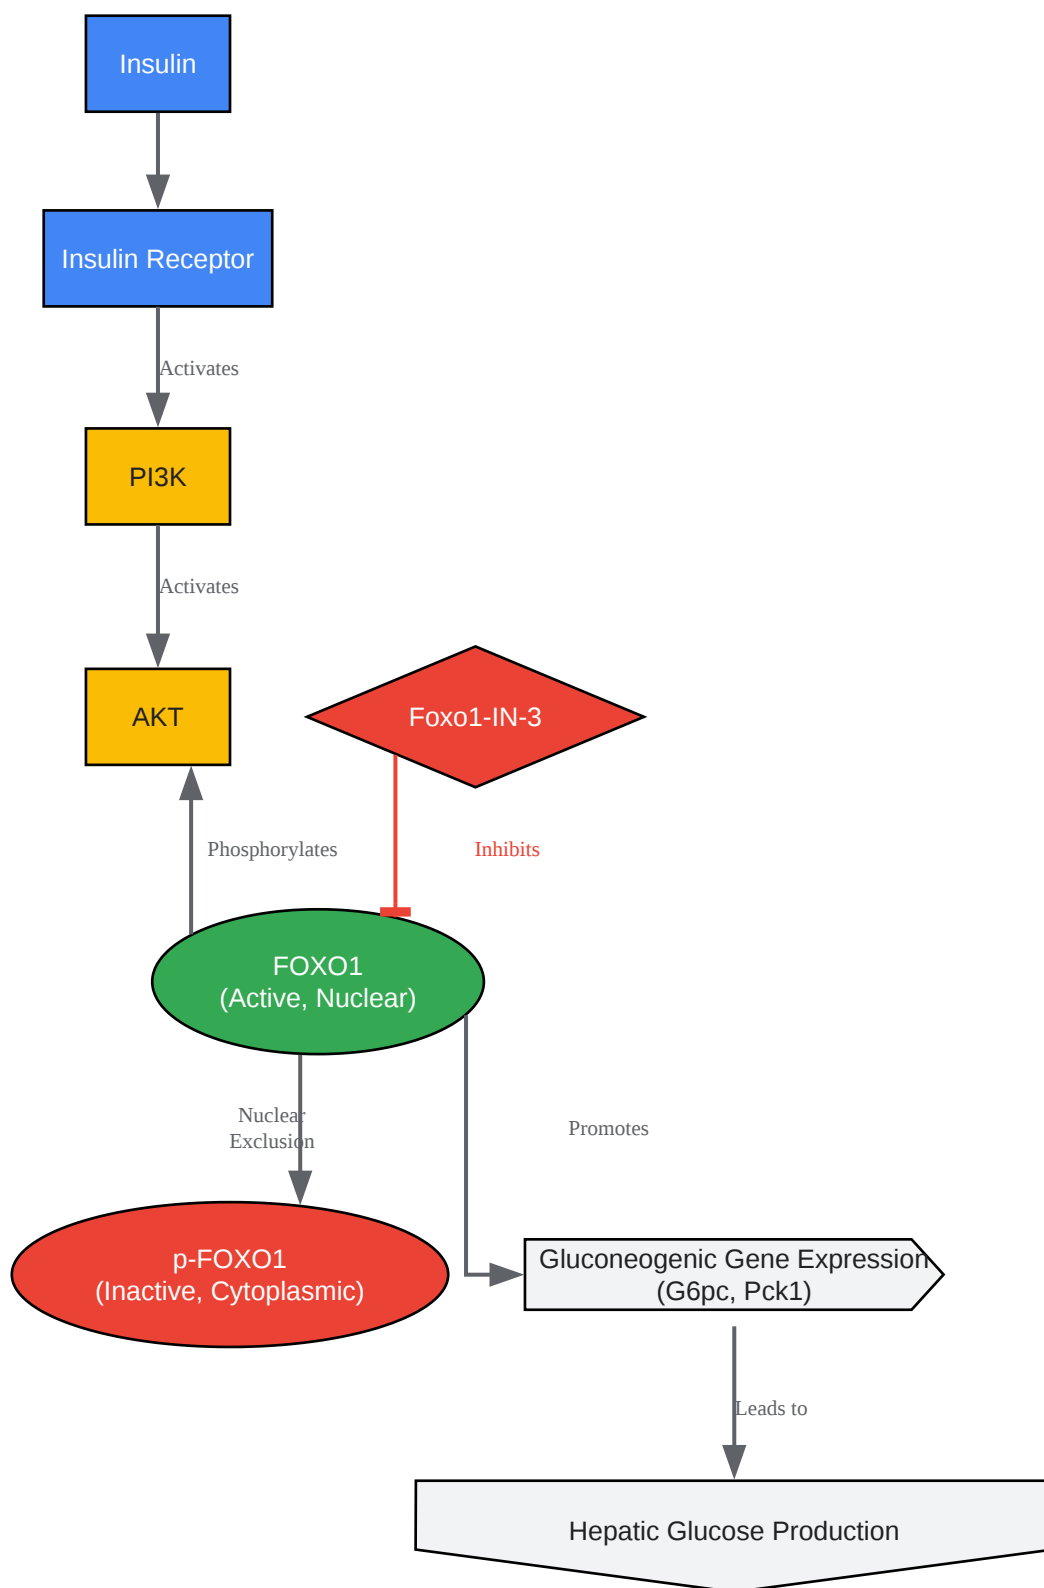 Insulin
Insulin Receptor
Activates
PI3K
Activates
AKT
Foxo1-IN-3
Phosphorylates
Inhibits
FOXO1
(Active, Nuclear)
Nuclear
Exclusion
Promotes
p-FOXO1
(Inactive, Cytoplasmic)
Gluconeogenic Gene Expression
(G6pc, Pck1)
Leads to
Hepatic Glucose Production